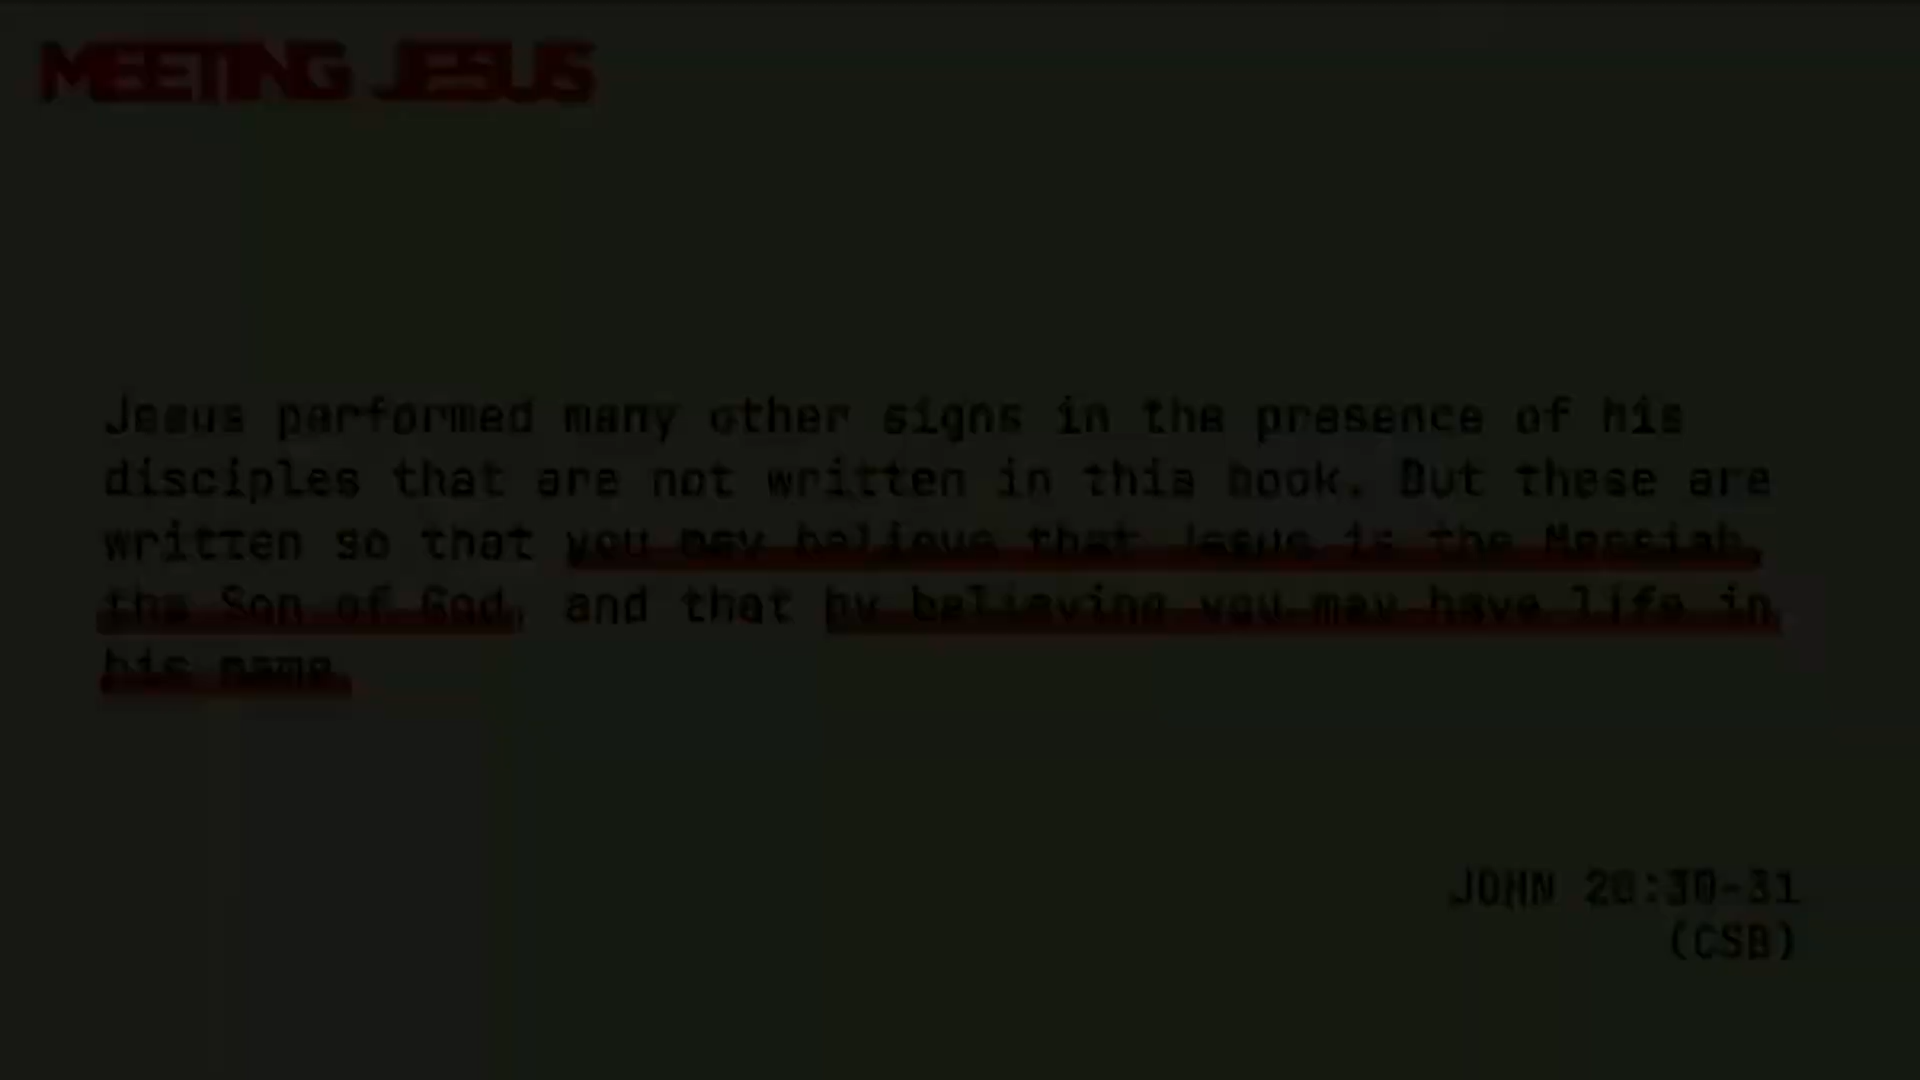 MEETING JESUS
Jesus performed many other signs in the presence of his
disciples that are not written in this book. But these are
written so that you may believe that Jesus is the Messiah,
the Son of God, and that by believing you may have life in
his name.
JOHN 20:30-31
(CSB)